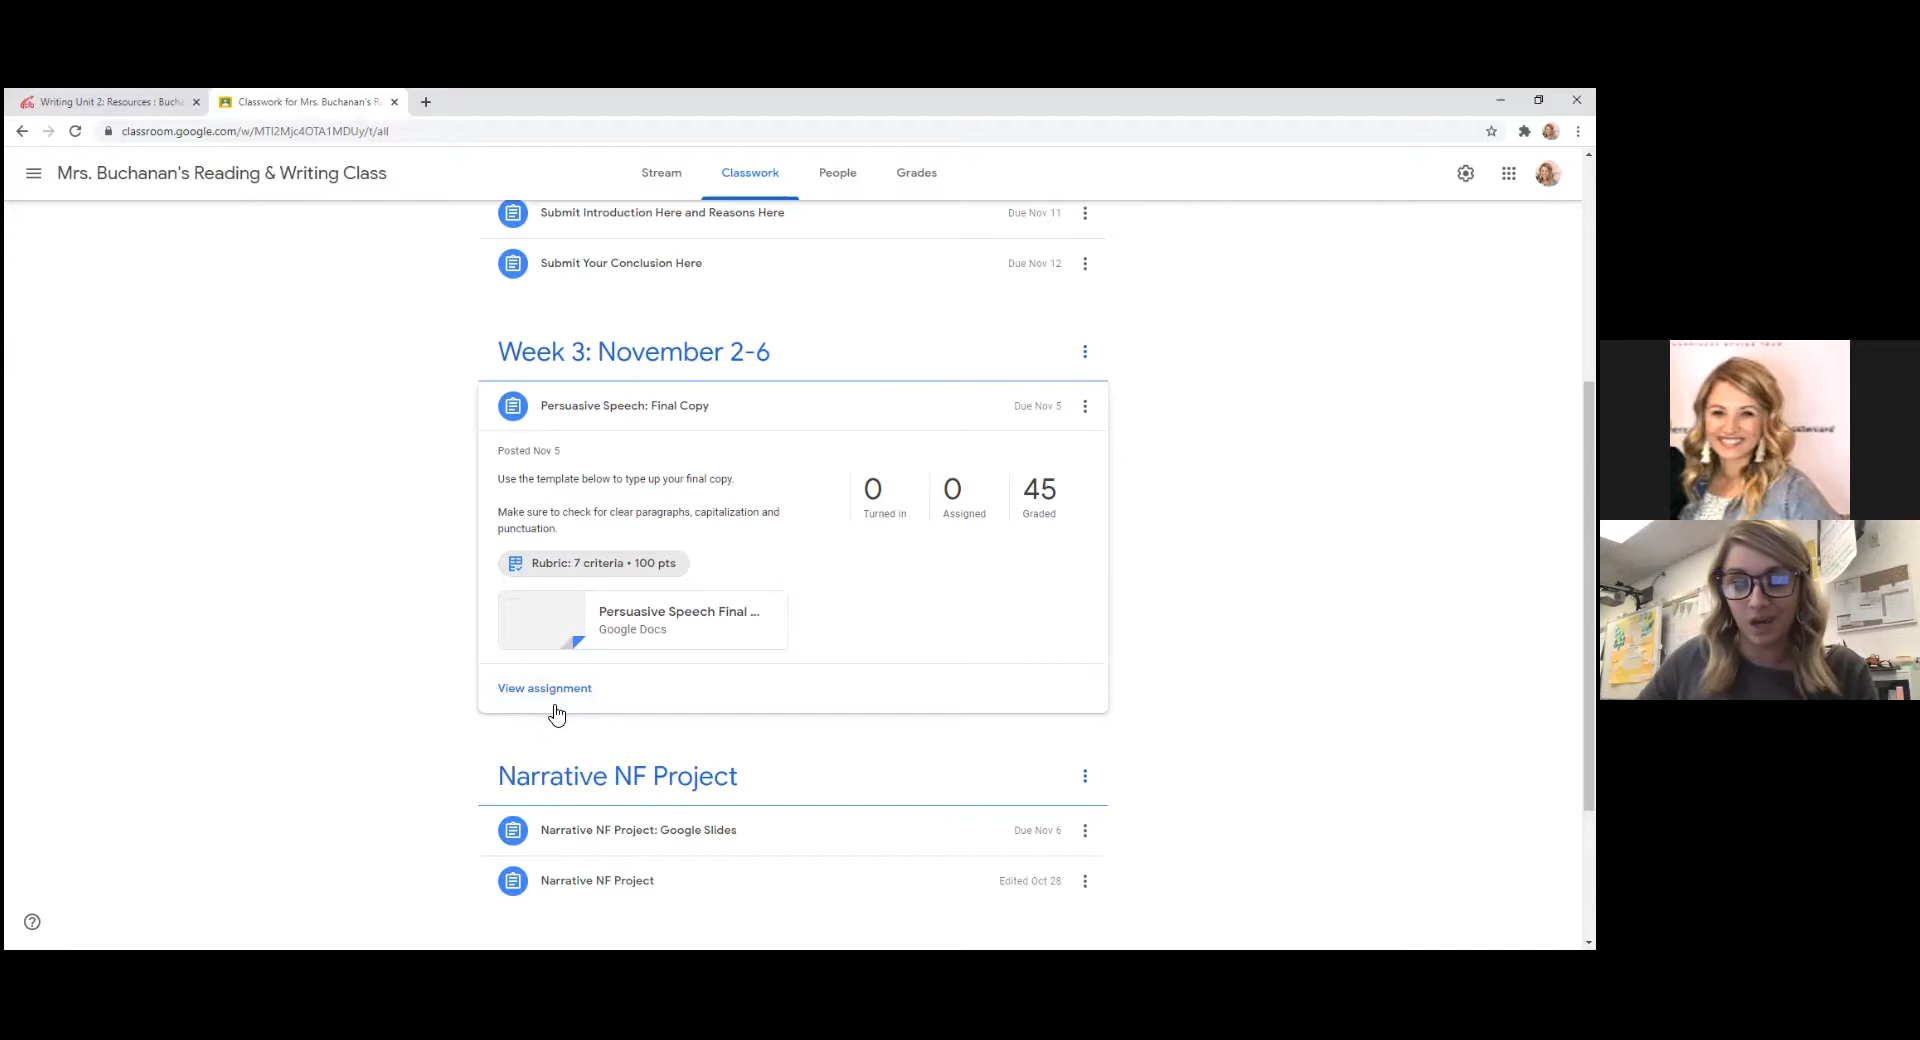 Writing Unit 2: Resources : Bucha
Classwork for Mrs. Buchanan's R
classroom.google.com/w/MTI2Mjc4OTA1MDUy/t/all
Mrs. Buchanan's Reading & Writing Class
Stream
Classwork
People
Grades
Submit Introduction Here and Reasons Here
Due Nov 11
Submit Your Conclusion Here
Due Nov 12
Week 3: November 2-6
Persuasive Speech: Final Copy
Due Nov 5
Posted Nov 5
Use the template below to type up your final copy.
Make sure to check for clear paragraphs, capitalization and
punctuation.
0
Turned in
0
Assigned
45
Graded
Rubric: 7 criteria • 100 pts
Persuasive Speech Final ...
Google Docs
View assignment
Narrative NF Project
Narrative NF Project: Google Slides
Due Nov 6
Narrative NF Project
Edited Oct 28